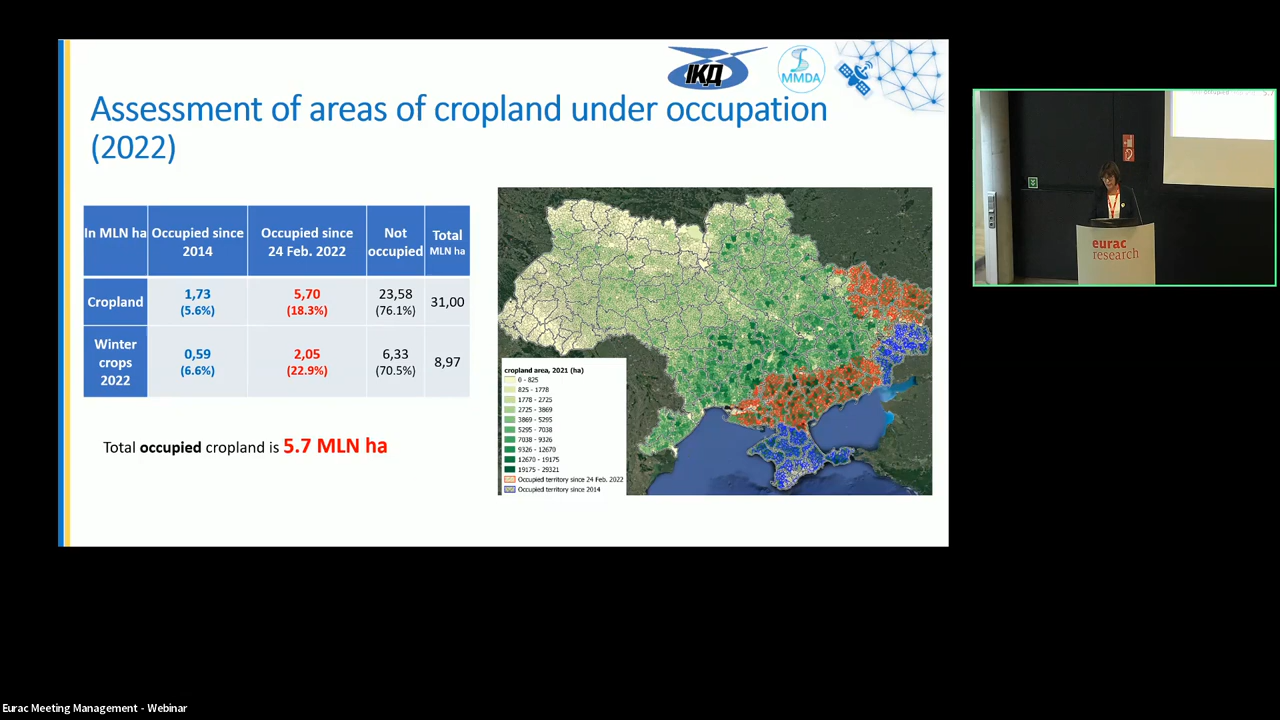 ІКД
MMDA
Assessment of areas of cropland under occupation
(2022)
In MLN ha
Occupied since
2014
Occupied since
24 Feb. 2022
Not
occupied
Total
MLN ha
Cropland
1,73
(5.6%)
5,70
(18.3%)
23,58
(76.1%)
31,00
Winter
crops
2022
0,59
(6.6%)
2,05
(22.9%)
6,33
(70.5%)
8,97
Total occupied cropland is 5.7 MLN ha
cropland area, 2021 (ha)
0 - 825
825 - 1778
1778 - 2725
2725 - 3869
3869 - 5295
5295 - 7038
7038 - 9326
9326 - 12670
12670 - 19175
19175 - 29321
Occupied territory since 24 Feb. 2022
Occupied territory since 2014
eurac
research
Eurac Meeting Management - Webinar